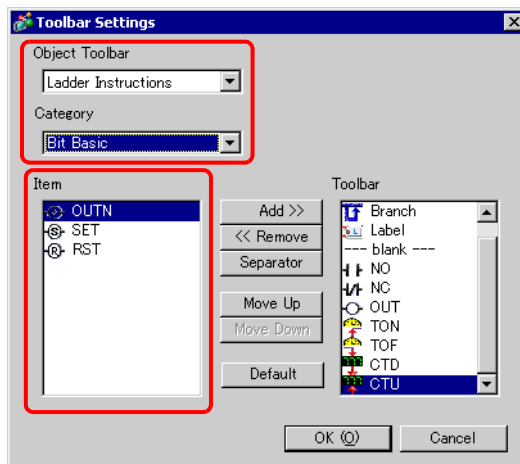 Toolbar Settings
Object Toolbar
Ladder Instructions
Category
Bit Basic
Item
OUTN
SET
RST
Add >>
<< Remove
Separator
Move Up
Move Down
Default
Toolbar
Branch
Label
--- blank ---
NO
NC
OUT
TON
TOF
CTD
CTU
OK (O)
Cancel